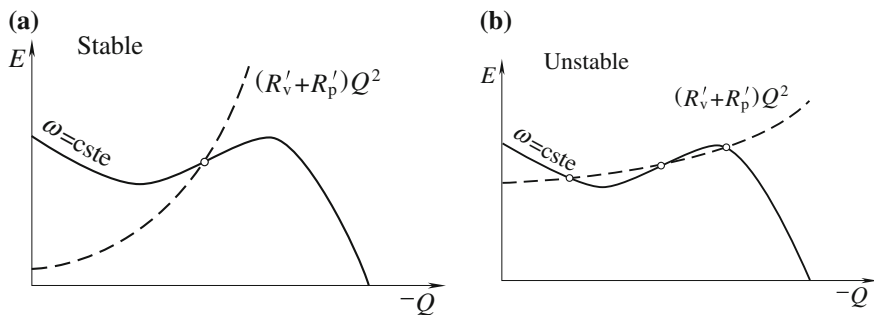 (a)
Stable
E
(R′v+R′p)Q²
ω=cste
−Q
(b)
Unstable
E
(R′v+R′p)Q²
ω=cste
−Q